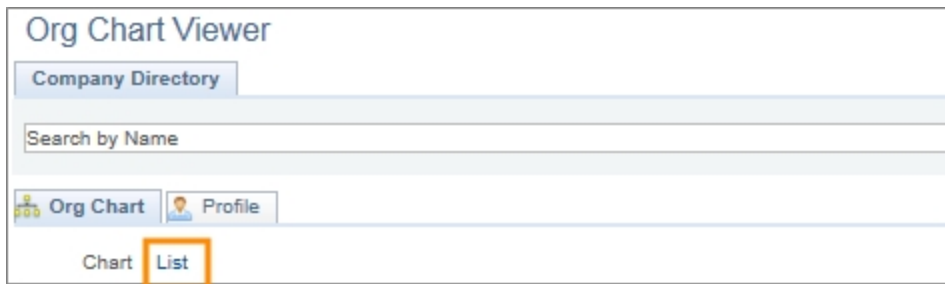 Org Chart Viewer
Company Directory
Search by Name
Org Chart Profile
Chart List